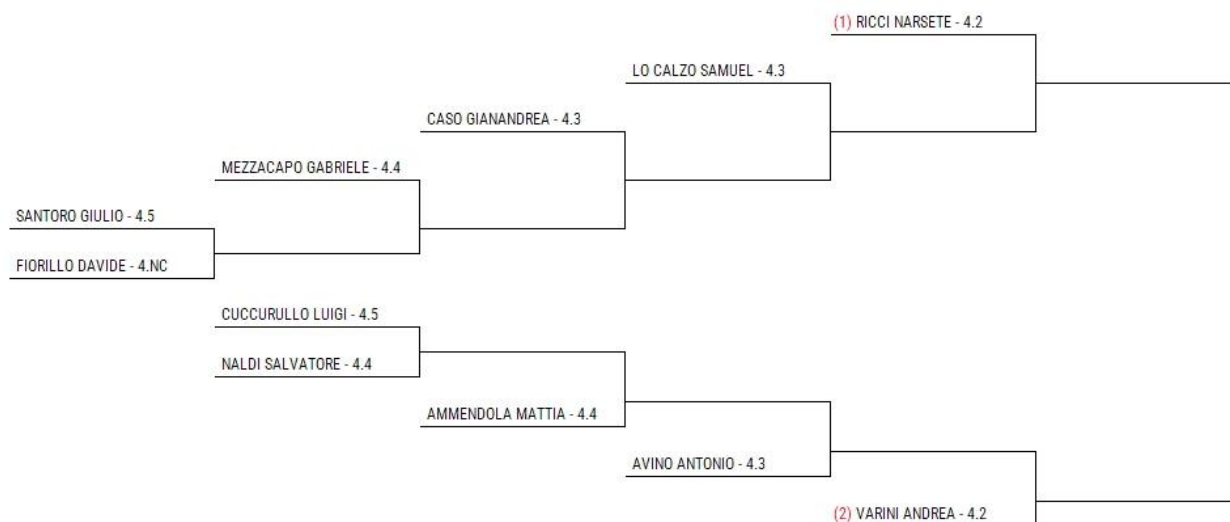 (1) RICCI NARSETE - 4.2
LO CALZO SAMUEL - 4.3
CASO GIANANDREA - 4.3
MEZZACAPO GABRIELE - 4.4
SANTORO GIULIO - 4.5
FIORILLO DAVIDE - 4.NC
CUCCURULLO LUIGI - 4.5
NALDI SALVATORE - 4.4
AMMENDOLA MATTIA - 4.4
AVINO ANTONIO - 4.3
(2) VARINI ANDREA - 4.2